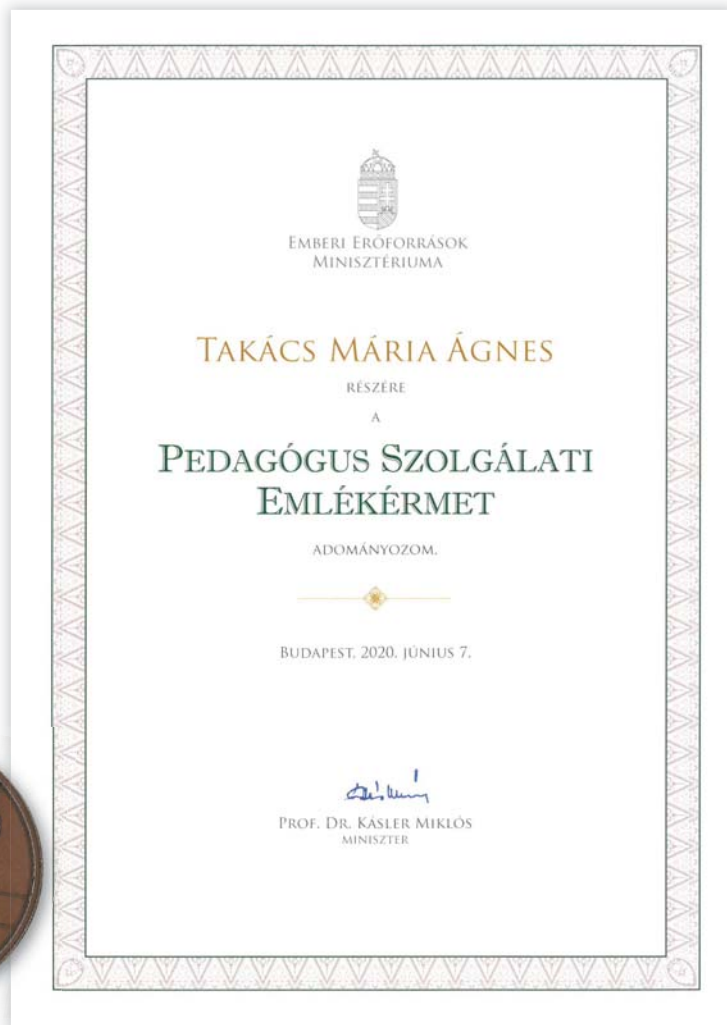 EMBERI ERŐFORRÁSOK
MINISZTÉRIUMA
TAKÁCS MÁRIA ÁGNES
RÉSZÉRE
A
PEDAGÓGUS SZOLGÁLATI
EMLÉKÉRMET
ADOMÁNYOZOM.
BUDAPEST, 2020. JÚNIUS 7.
PROF. DR. KÁSLER MIKLÓS
MINISZTER